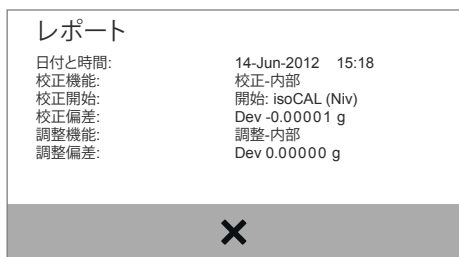 レポート
日付と時間: 14-Jun-2012 15:18
校正機能: 校正-内部
校正開始: 開始: isoCAL (Niv)
校正偏差: Dev -0.00001 g
調整機能: 調整-内部
調整偏差: Dev 0.00000 g